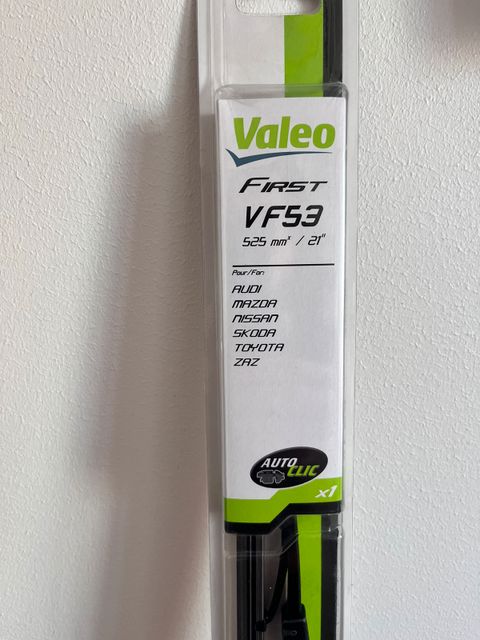 Valeo
FIRST
VF53
525 mm* / 21"
Pour/For:
AUDI
MAZDA
NISSAN
SKODA
TOYOTA
ZAZ
AUTO
CLIC
x1